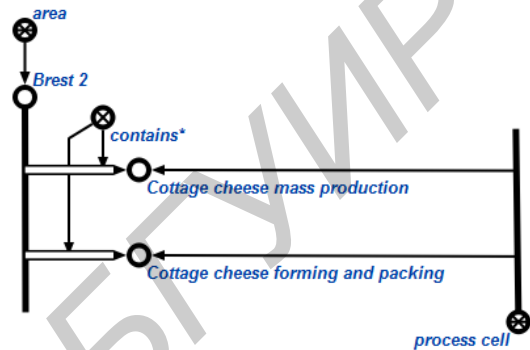 area
Brest 2
contains*
Cottage cheese mass production
Cottage cheese forming and packing
process cell
БГУИР